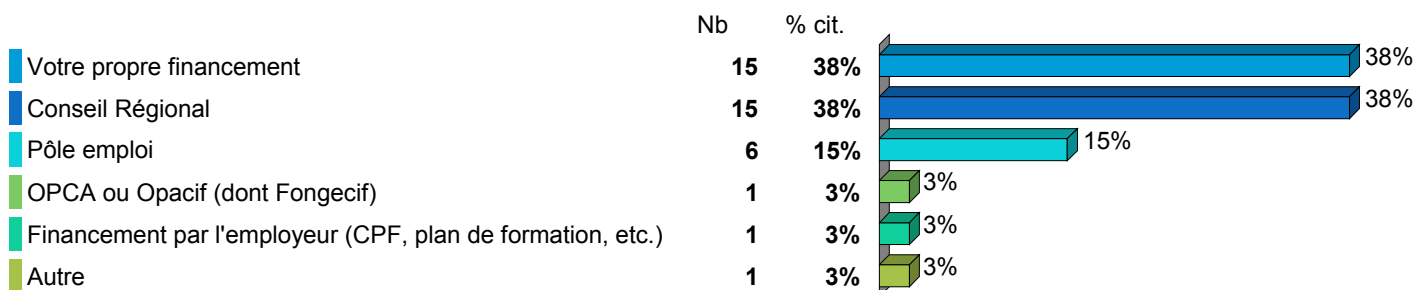 Nb % cit.
Votre propre financement 15 38% 38%
Conseil Régional 15 38% 38%
Pôle emploi 6 15% 15%
OPCA ou Opacif (dont Fongecif) 1 3% 3%
Financement par l'employeur (CPF, plan de formation, etc.) 1 3% 3%
Autre 1 3% 3%